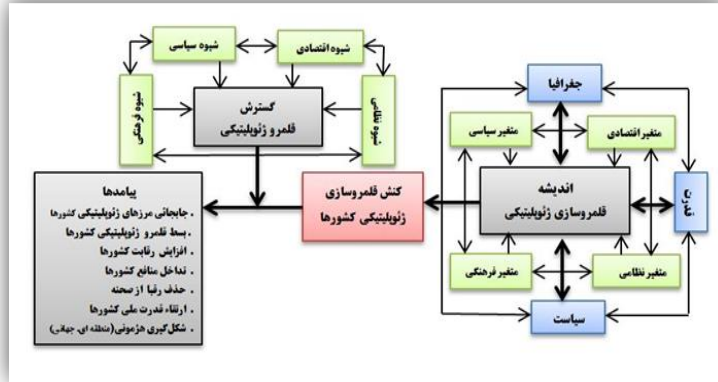 جغرافیا
متغیر اقتصادی
متغیر سیاسی
اندیشه
قلمروسازی ژئوپلیتیکی
قدرت
متغیر نظامی
متغیر فرهنگی
سیاست
کنش قلمروسازی
ژئوپلیتیکی کشورها
شیوه اقتصادی
شیوه سیاسی
شیوه نظامی
گسترش
قلمرو ژئوپلیتیکی
شیوه فرهنگی
پیامدها
. جابجائی مرزهای ژئوپلیتیکی کشورها
. بسط قلمرو ژئوپلیتیکی کشورها
. افزایش رقابت کشورها
. تداخل منافع کشورها
. حذف رقبا از صحنه
. ارتقاء قدرت ملی کشورها
. شکل‌گیری هژمونی(منطقه ای، جهانی)